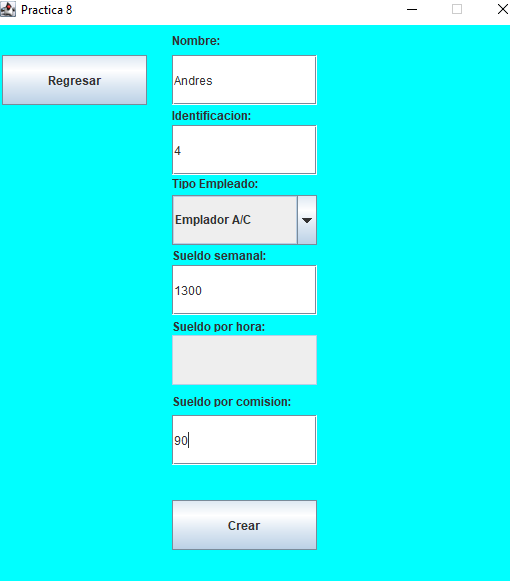 Practica 8
Nombre:
Regresar
Andres
Identificacion:
4
Tipo Empleado:
Emplador A/C
Sueldo semanal:
1300
Sueldo por hora:
Sueldo por comision:
90
Crear